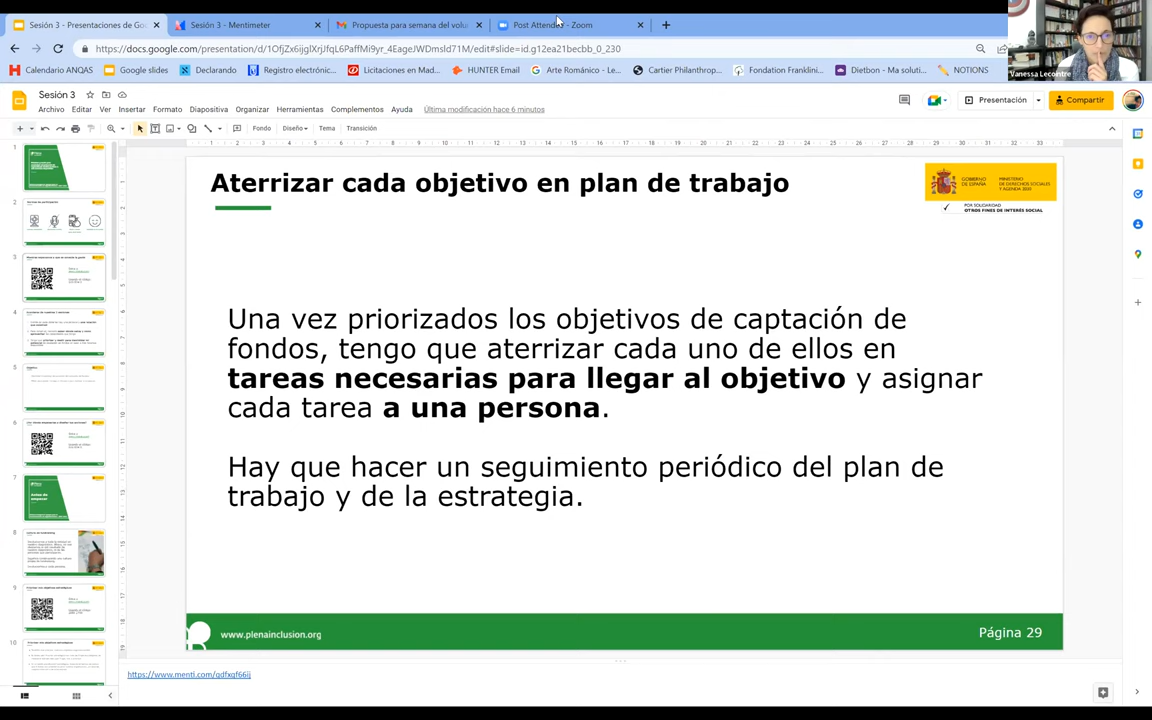 Sesión 3 - Presentaciones de Go
Sesión 3 - Mentimeter
Propuesta para semana del volu
Post Attende - Zoom
https://docs.google.com/presentation/d/1OfjZx6ijglXrjJfqL6PaffMi9yr_4EageJWDmsld71M/edit#slide=id.g12ea21becbb_0_230
Vanessa Lecointre
Calendario ANQAS
Google slides
Declarando
Registro electrónic...
Licitaciones en Mad...
HUNTER Email
Arte Románico - Le...
Cartier Philanthrop...
Fondation Franklini...
Dietbon - Ma soluti...
NOTIONS
Sesión 3
Archivo Editar Ver Insertar Formato Diapositiva Organizar Herramientas Complementos Ayuda Última modificación hace 6 minutos
Presentación
Compartir
Fondo Diseño Tema Transición
Aterrizar cada objetivo en plan de trabajo
GOBIERNO DE ESPAÑA
MINISTERIO DE DERECHOS SOCIALES Y AGENDA 2030
POR SOLIDARIDAD
OTROS FINES DE INTERÉS SOCIAL
Una vez priorizados los objetivos de captación de
fondos, tengo que aterrizar cada uno de ellos en
tareas necesarias para llegar al objetivo y asignar
cada tarea a una persona.
Hay que hacer un seguimiento periódico del plan de
trabajo y de la estrategia.
www.plenainclusion.org
Página 29
https://www.menti.com/qdfxqf66ij